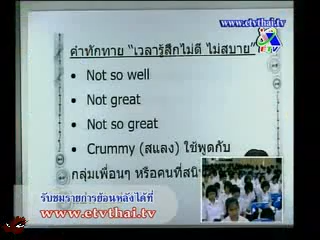 www.etvthai.tv
ETV
คำทักทาย “เวลารู้สึกไม่ดี ไม่สบาย”
• Not so well
• Not great
• Not so great
• Crummy (สแลง) ใช้พูดกับ
กลุ่มเพื่อนๆ หรือคนที่สนิ
รับชมรายการย้อนหลังได้ที่
www.etvthai.tv